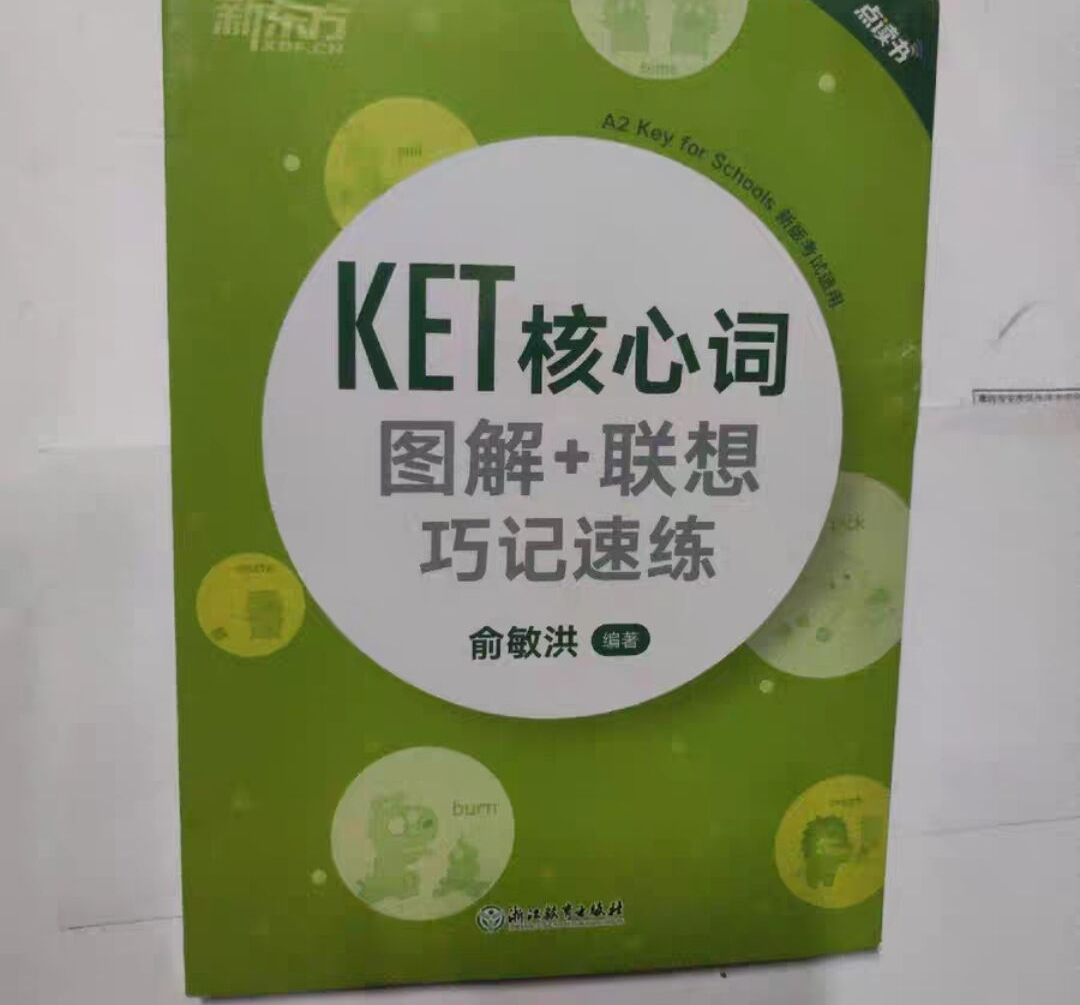 新东方
XDF.CN
点读书
A2 Key for Schools 新版考试适用
KET核心词
图解+联想
巧记速练
俞敏洪 编著
burn
浙江教育出版社